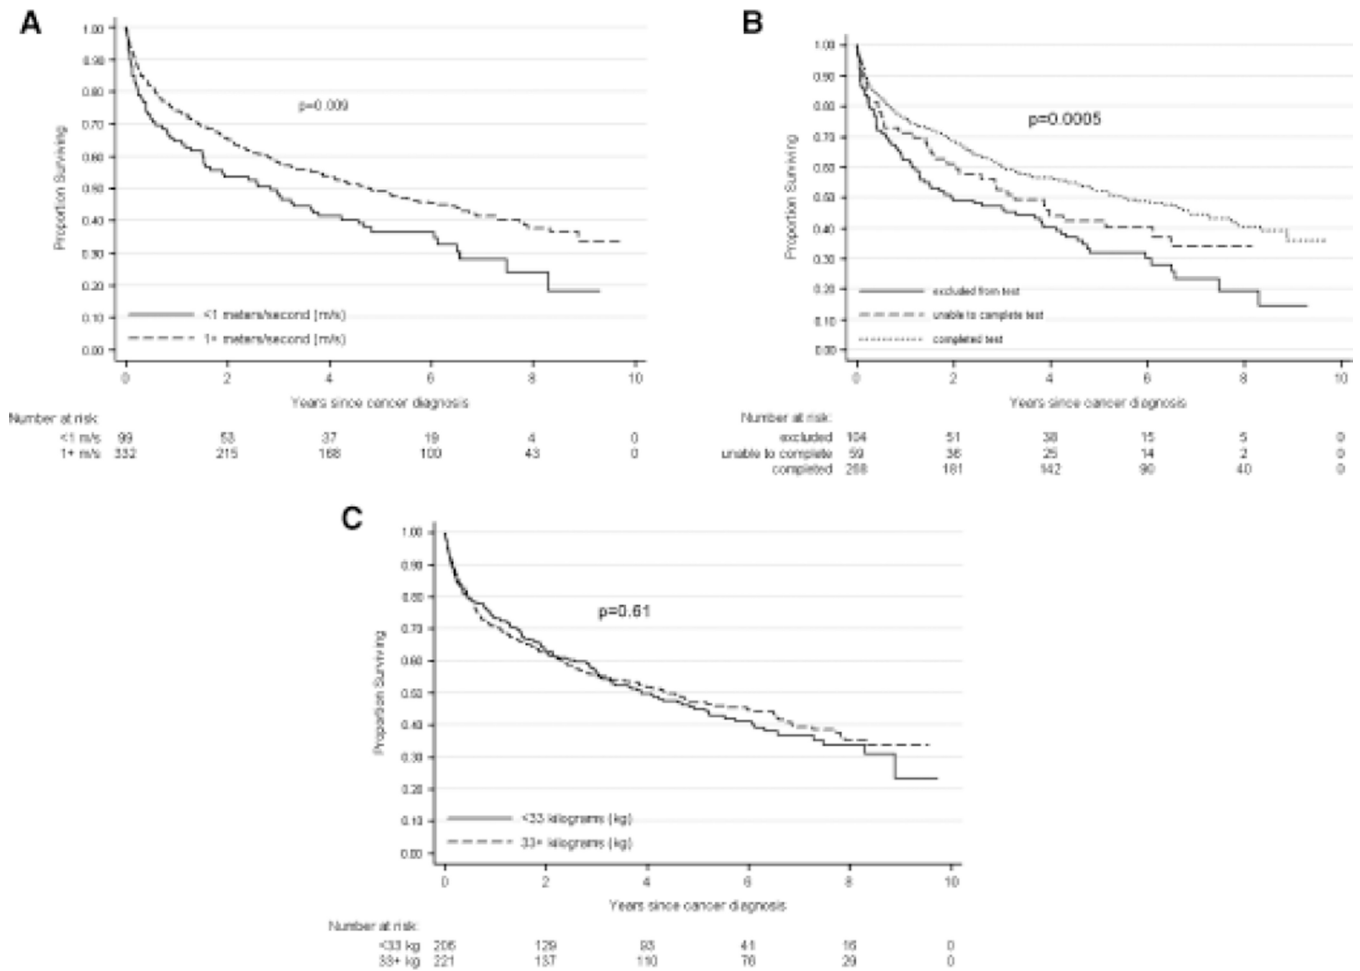 A
1.00
0.90
0.80
0.70
0.60
0.50
0.40
0.30
0.20
0.10
0.00
Proportion Surviving
p=0.009
<1 meters/second (m/s)
1+ meters/second (m/s)
0 2 4 6 8 10
Years since cancer diagnosis
Number at risk:
<1 m/s 99 53 37 19 4 0
1+ m/s 332 215 168 100 43 0
B
1.00
0.90
0.80
0.70
0.60
0.50
0.40
0.30
0.20
0.10
0.00
Proportion Surviving
p=0.0005
excluded from test
unable to complete test
completed test
0 2 4 6 8 10
Years since cancer diagnosis
Number at risk:
excluded 104 51 38 15 5 0
unable to complete 59 36 25 14 2 0
completed 268 181 142 90 40 0
C
1.00
0.90
0.80
0.70
0.60
0.50
0.40
0.30
0.20
0.10
0.00
Proportion Surviving
p=0.61
<33 kilograms (kg)
33+ kilograms (kg)
0 2 4 6 8 10
Years since cancer diagnosis
Number at risk:
<33 kg 206 129 93 41 16 0
33+ kg 221 137 110 76 29 0